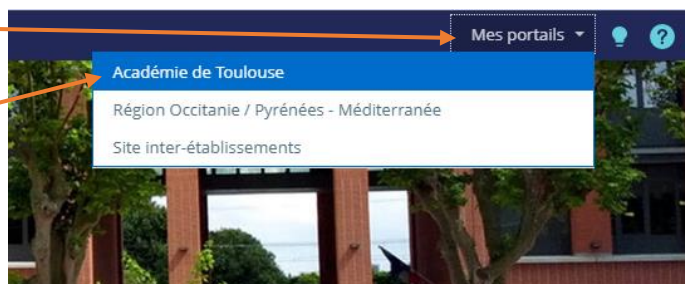 Mes portails
?
Académie de Toulouse
Région Occitanie / Pyrénées - Méditerranée
Site inter-établissements